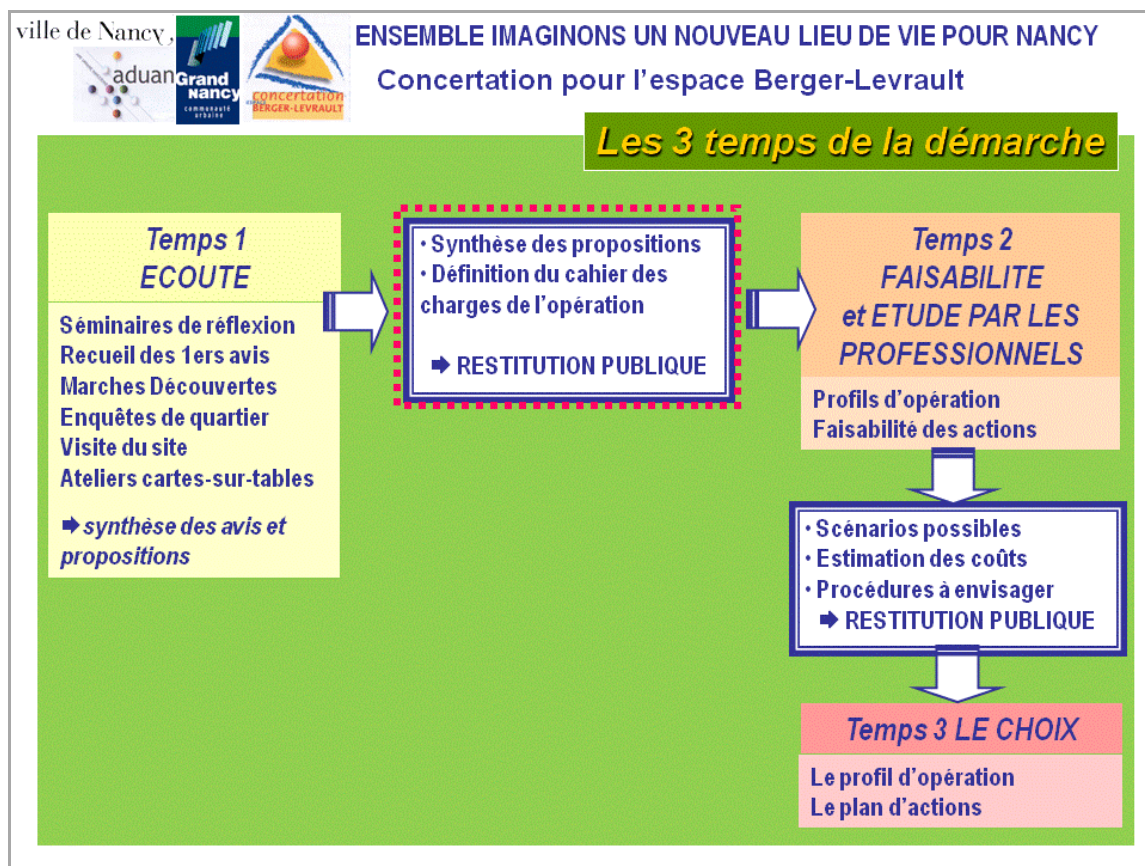 ville de Nancy,
aduan
Grand
Nancy
communauté
urbaine
concertation
BERGER-LEVRAULT
ENSEMBLE IMAGINONS UN NOUVEAU LIEU DE VIE POUR NANCY
Concertation pour l'espace Berger-Levrault
Les 3 temps de la démarche
Temps 1
ECOUTE
Séminaires de réflexion
Recueil des 1ers avis
Marches Découvertes
Enquêtes de quartier
Visite du site
Ateliers cartes-sur-tables
➡ synthèse des avis et
propositions
• Synthèse des propositions
• Définition du cahier des
charges de l'opération
➡ RESTITUTION PUBLIQUE
Temps 2
FAISABILITE
et ETUDE PAR LES
PROFESSIONNELS
Profils d'opération
Faisabilité des actions
• Scénarios possibles
• Estimation des coûts
• Procédures à envisager
➡ RESTITUTION PUBLIQUE
Temps 3 LE CHOIX
Le profil d'opération
Le plan d'actions